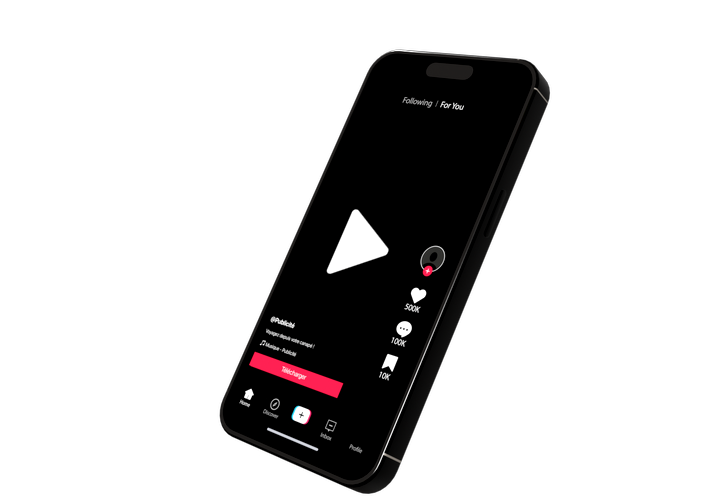 Following | For You
500K
100K
10K
@Publicité
Voyagez depuis votre canapé !
Musique - Publicité
Télécharger
Home
Discover
Inbox
Profile